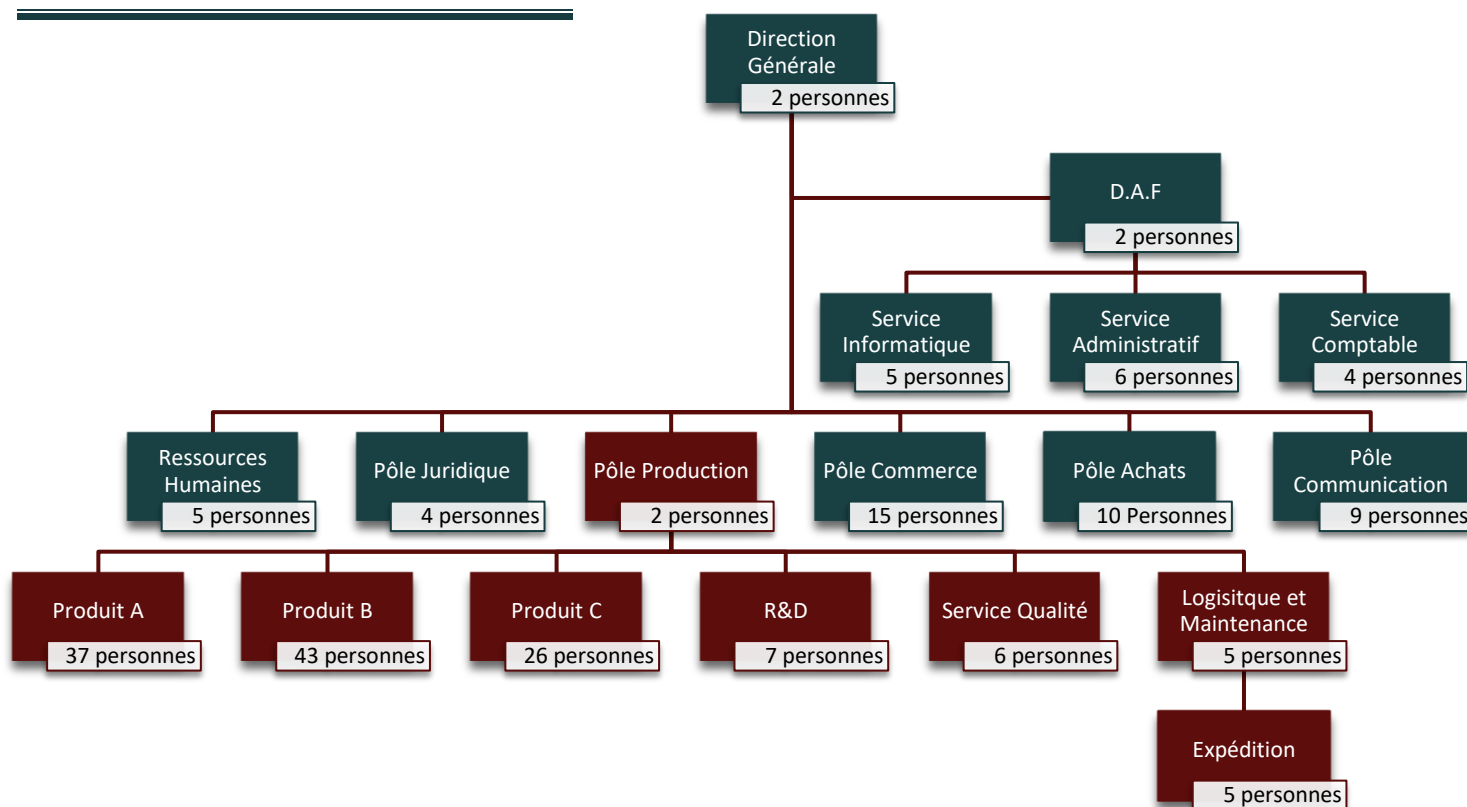 Direction
Générale
2 personnes
D.A.F
2 personnes
Service
Informatique
5 personnes
Service
Administratif
6 personnes
Service
Comptable
4 personnes
Ressources
Humaines
5 personnes
Pôle Juridique
4 personnes
Pôle Production
2 personnes
Pôle Commerce
15 personnes
Pôle Achats
10 Personnes
Pôle
Communication
9 personnes
Produit A
37 personnes
Produit B
43 personnes
Produit C
26 personnes
R&D
7 personnes
Service Qualité
6 personnes
Logisitque et
Maintenance
5 personnes
Expédition
5 personnes